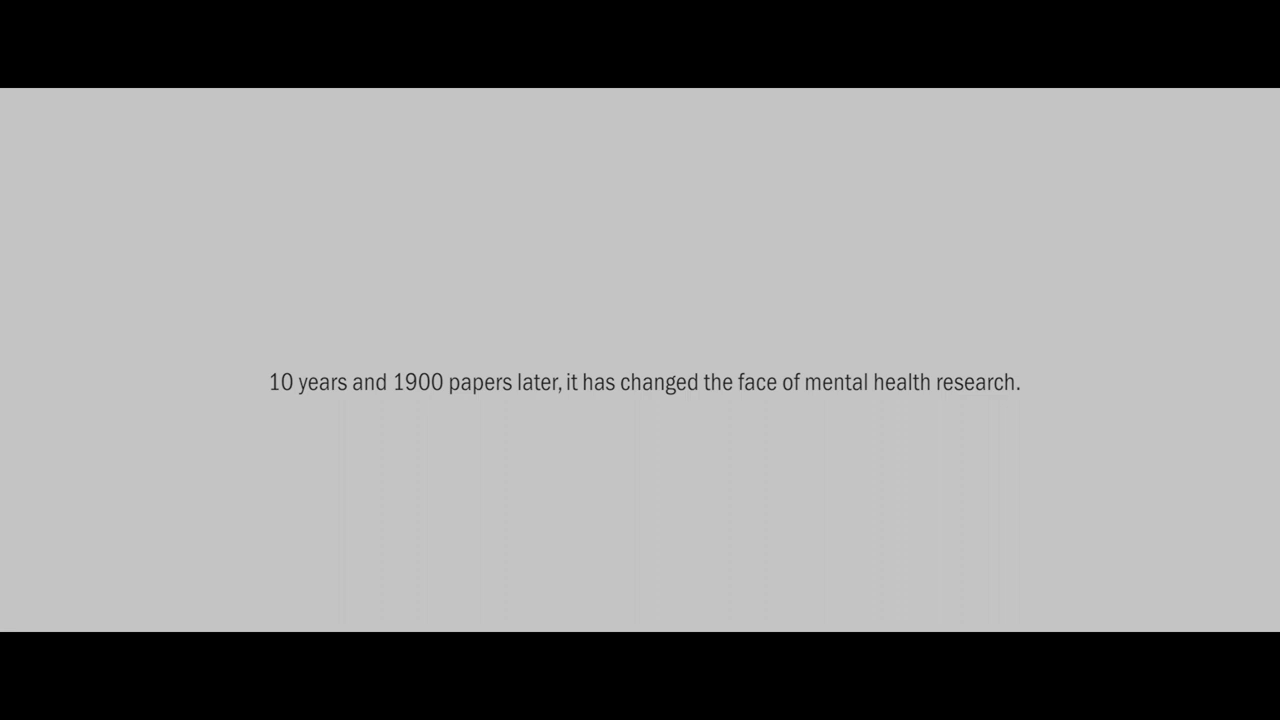 10 years and 1900 papers later, it has changed the face of mental health research.